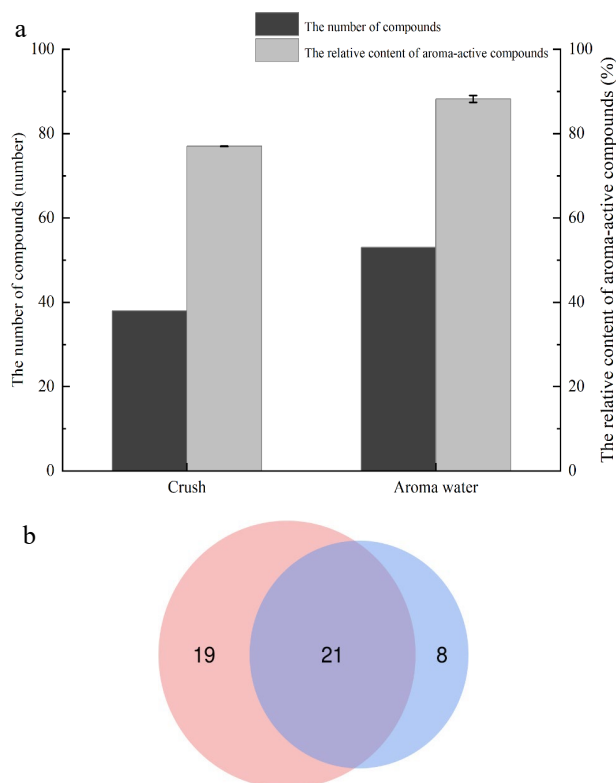 a
The number of compounds
The relative content of aroma-active compounds
100
80
60
40
20
0
The number of compounds (number)
100
80
60
40
20
0
The relative content of aroma-active compounds (%)
Crush
Aroma water
b
19
21
8